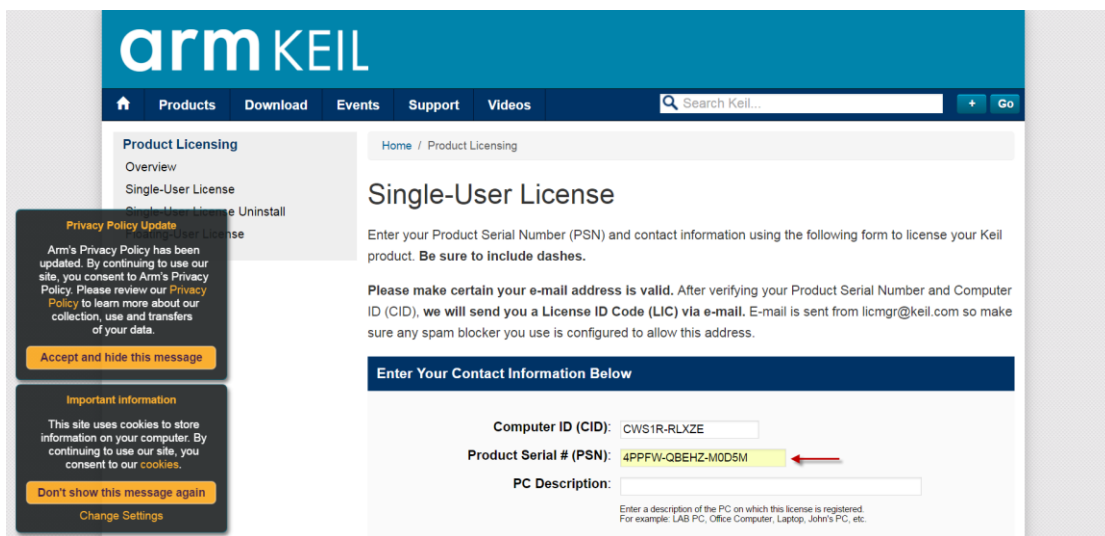 arm KEIL
Products Download Events Support Videos Search Keil... + Go
Product Licensing
Overview
Single-User License
Single-User License Uninstall
Floating-User License
Privacy Policy Update
Arm's Privacy Policy has been
updated. By continuing to use our
site, you consent to Arm's Privacy
Policy. Please review our Privacy
Policy to learn more about our
collection, use and transfers
of your data.
Accept and hide this message
Important information
This site uses cookies to store
information on your computer. By
continuing to use our site, you
consent to our cookies.
Don't show this message again
Change Settings
Home / Product Licensing
Single-User License
Enter your Product Serial Number (PSN) and contact information using the following form to license your Keil
product. Be sure to include dashes.
Please make certain your e-mail address is valid. After verifying your Product Serial Number and Computer
ID (CID), we will send you a License ID Code (LIC) via e-mail. E-mail is sent from licmgr@keil.com so make
sure any spam blocker you use is configured to allow this address.
Enter Your Contact Information Below
Computer ID (CID): CWS1R-RLXZE
Product Serial # (PSN): 4PPFW-QBEHZ-M0D5M
PC Description:
Enter a description of the PC on which this license is registered.
For example: LAB PC, Office Computer, Laptop, John's PC, etc.